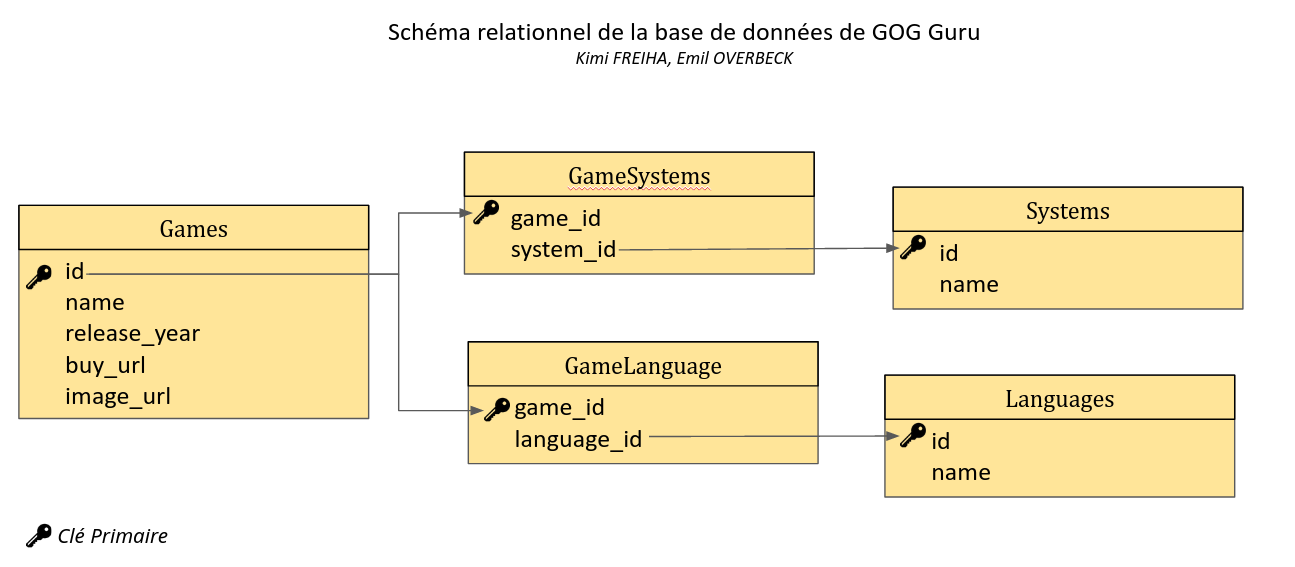 Schéma relationnel de la base de données de GOG Guru
Kimi FREIHA, Emil OVERBECK
Games
id
name
release_year
buy_url
image_url
GameSystems
game_id
system_id
Systems
id
name
GameLanguage
game_id
language_id
Languages
id
name
Clé Primaire